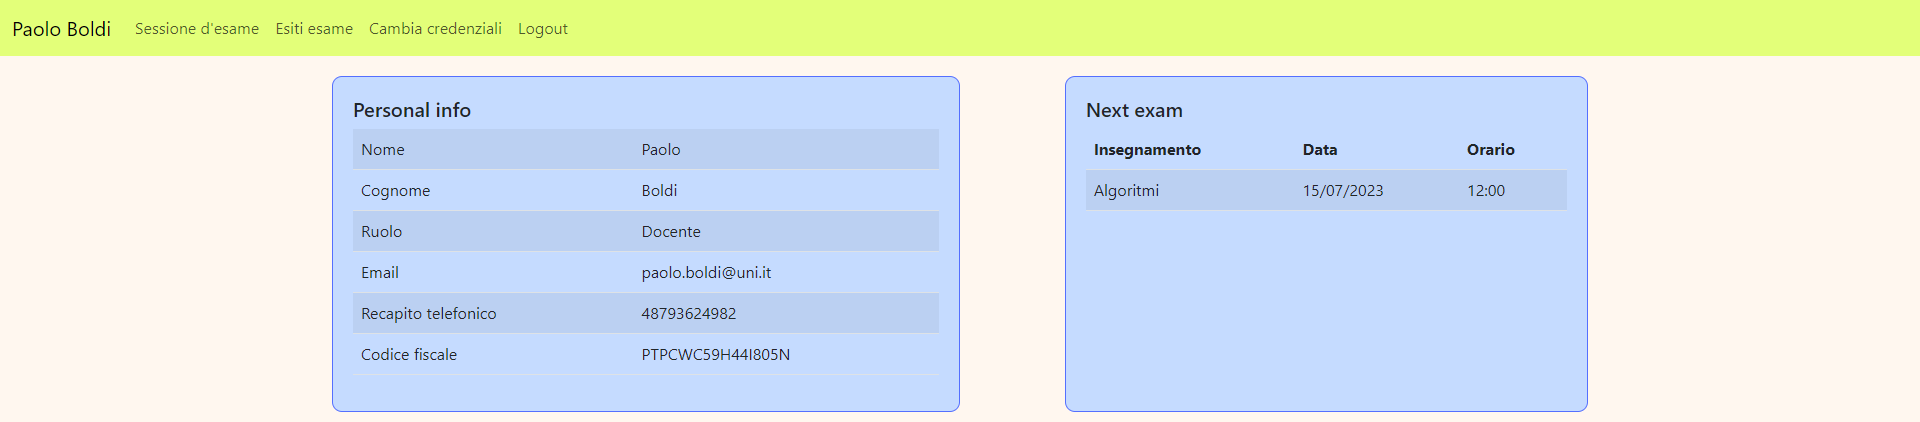 Paolo Boldi Sessione d'esame Esiti esame Cambia credenziali Logout
Personal info
Nome Paolo
Cognome Boldi
Ruolo Docente
Email paolo.boldi@uni.it
Recapito telefonico 48793624982
Codice fiscale PTPCWC59H44I805N
Next exam
Insegnamento Data Orario
Algoritmi 15/07/2023 12:00